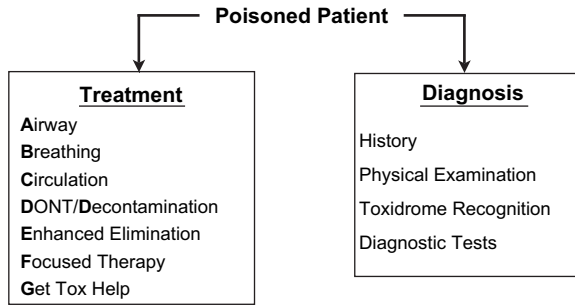 Poisoned Patient
Treatment
Airway
Breathing
Circulation
DONT/Decontamination
Enhanced Elimination
Focused Therapy
Get Tox Help
Diagnosis
History
Physical Examination
Toxidrome Recognition
Diagnostic Tests